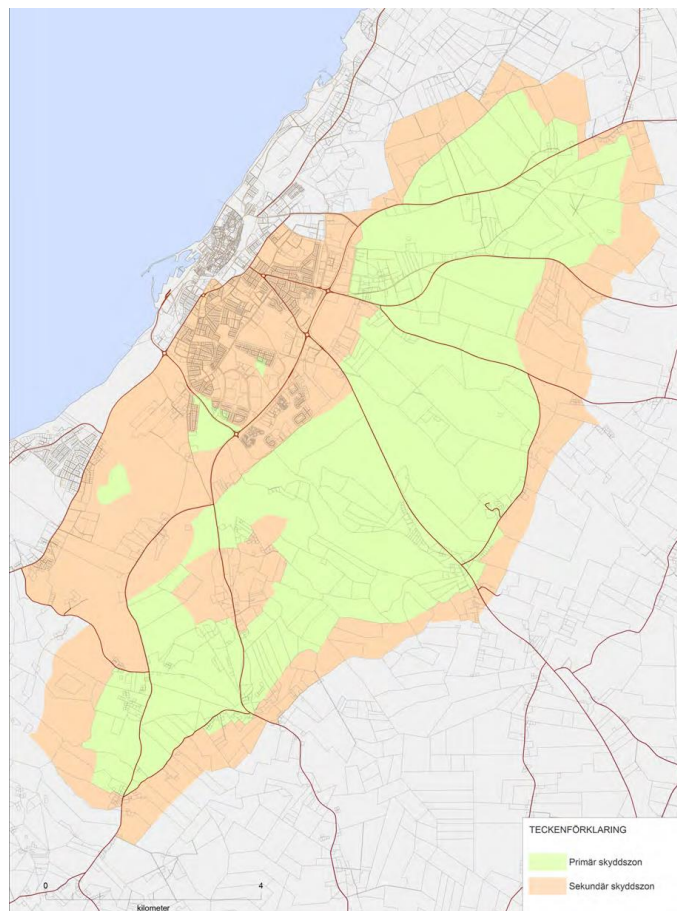 TECKENFÖRKLARING
Primär skyddszon
Sekundär skyddszon
0 4
kilometer